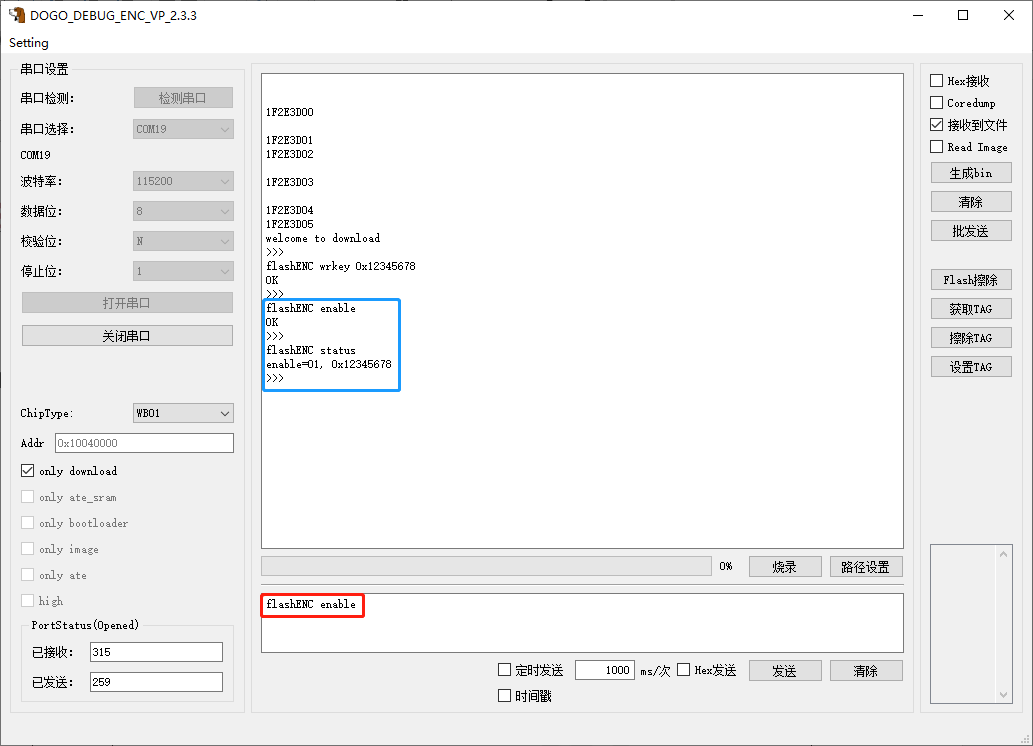 DOGO_DEBUG_ENC_VP_2.3.3
Setting
串口设置
串口检测: 检测串口
串口选择: COM19
COM19
波特率: 115200
数据位: 8
校验位: N
停止位: 1
打开串口
关闭串口
ChipType: WB01
Addr 0x10040000
only download
only ate_sram
only bootloader
only image
only ate
high
PortStatus(Opened)
已接收: 315
已发送: 259
1F2E3D00
1F2E3D01
1F2E3D02
1F2E3D03
1F2E3D04
1F2E3D05
welcome to download
>>>
flashENC wrkey 0x12345678
OK
>>>
flashENC enable
OK
>>>
flashENC status
enable=01, 0x12345678
>>>
0% 烧录 路径设置
flashENC enable
定时发送 1000 ms/次 Hex发送 发送 清除
时间戳
Hex接收
Coredump
接收到文件
Read Image
生成bin
清除
批发送
Flash擦除
获取TAG
擦除TAG
设置TAG